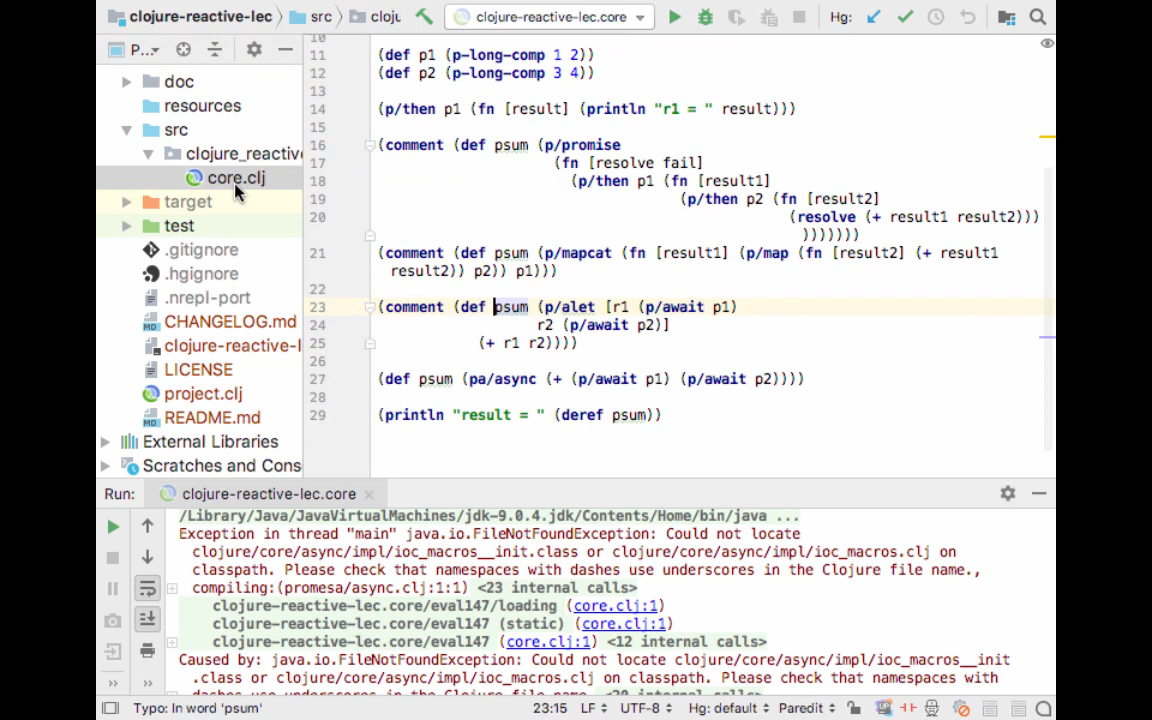 clojure-reactive-lec
src
cloju
clojure-reactive-lec.core
Hg:
P...
doc
resources
src
clojure_reactive
core.clj
target
test
.gitignore
.hgignore
.nrepl-port
CHANGELOG.md
clojure-reactive-l
LICENSE
project.clj
README.md
External Libraries
Scratches and Cons
10
11 (def p1 (p-long-comp 1 2))
12 (def p2 (p-long-comp 3 4))
13
14 (p/then p1 (fn [result] (println "r1 = " result)))
15
16 (comment (def psum (p/promise
17 (fn [resolve fail]
18 (p/then p1 (fn [result1]
19 (p/then p2 (fn [result2]
20 (resolve (+ result1 result2)))
)))))))
21 (comment (def psum (p/mapcat (fn [result1] (p/map (fn [result2] (+ result1
result2)) p2)) p1)))
22
23 (comment (def psum (p/alet [r1 (p/await p1)
24 r2 (p/await p2)]
25 (+ r1 r2))))
26
27 (def psum (pa/async (+ (p/await p1) (p/await p2))))
28
29 (println "result = " (deref psum))
Run: clojure-reactive-lec.core
/Library/Java/JavaVirtualMachines/jdk-9.0.4.jdk/Contents/Home/bin/java ...
Exception in thread "main" java.io.FileNotFoundException: Could not locate
clojure/core/async/impl/ioc_macros__init.class or clojure/core/async/impl/ioc_macros.clj on
classpath. Please check that namespaces with dashes use underscores in the Clojure file name.,
compiling:(promesa/async.clj:1:1) <23 internal calls>
clojure-reactive-lec.core/eval147/loading (core.clj:1)
clojure-reactive-lec.core/eval147 (static) (core.clj:1)
clojure-reactive-lec.core/eval147 (core.clj:1) <12 internal calls>
Caused by: java.io.FileNotFoundException: Could not locate clojure/core/async/impl/ioc_macros__init
.class or clojure/core/async/impl/ioc_macros.clj on classpath. Please check that namespaces with
dashes use underscores in the Clojure file name. <20 internal calls>
Typo: In word 'psum' 23:15 LF UTF-8 Hg: default Paredit